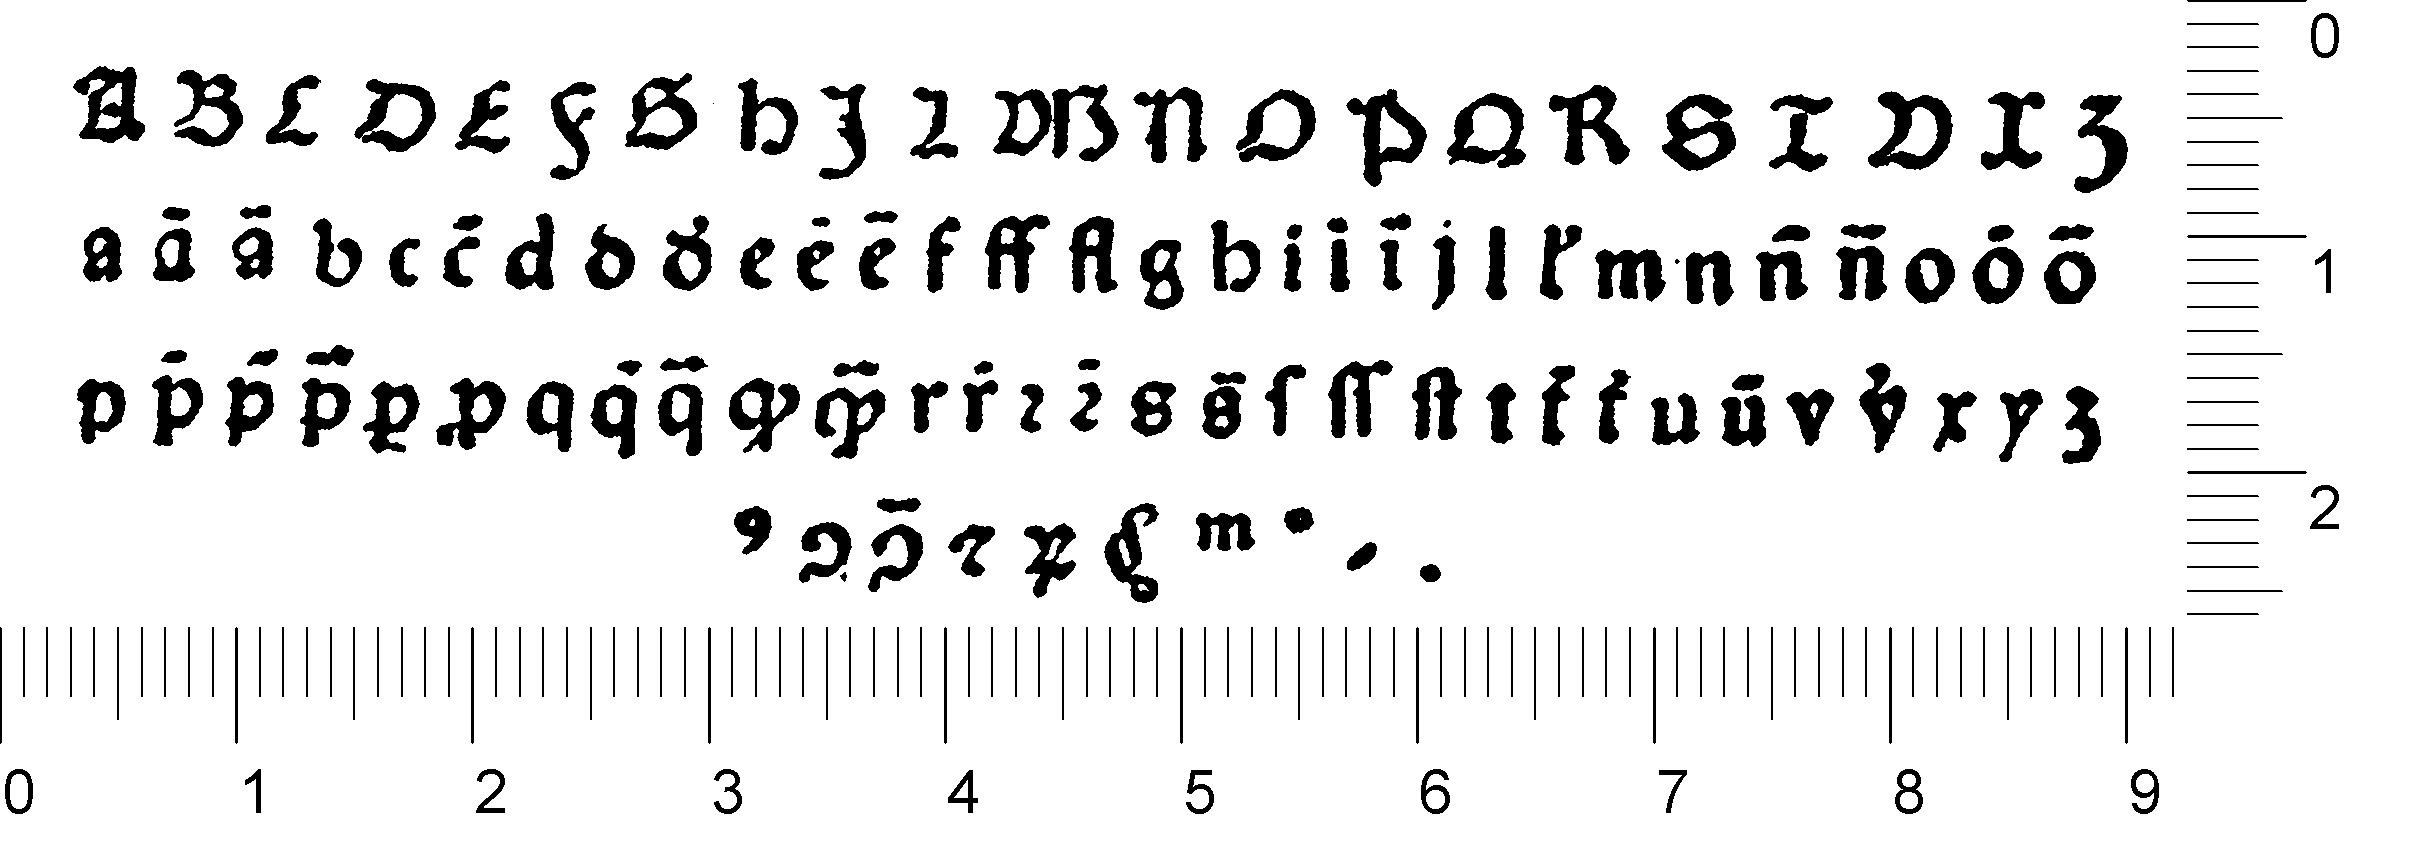 A B C D E F G H J L M N O P Q R S T V X Z
a ā a̋ b c c̄ d d d̄ e ė ē f ff fl g h i i ī j l l̛ m n n̄ n̋ o ō ő
p p̄ p̄ p̋ ꝑ ꝓ q q̄ q̋ ꝙ ꝙ̄ r r̄ ꝛ ꝛ̄ s s̄ ſ ſſ ſt t t̄ t̄ u ū v v̄ x y z
ꝰ ꝯ ꝯ̄ ⁊ m · .
0
1
2
0 1 2 3 4 5 6 7 8 9